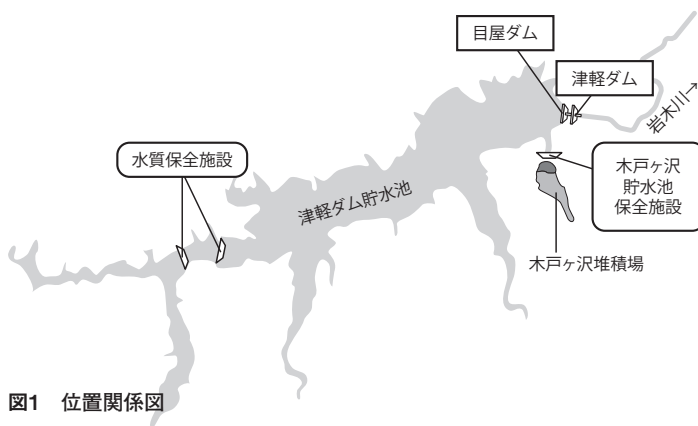 目屋ダム
津軽ダム
岩木川→
水質保全施設
木戸ヶ沢
貯水池
保全施設
津軽ダム貯水池
木戸ヶ沢堆積場
図1 位置関係図